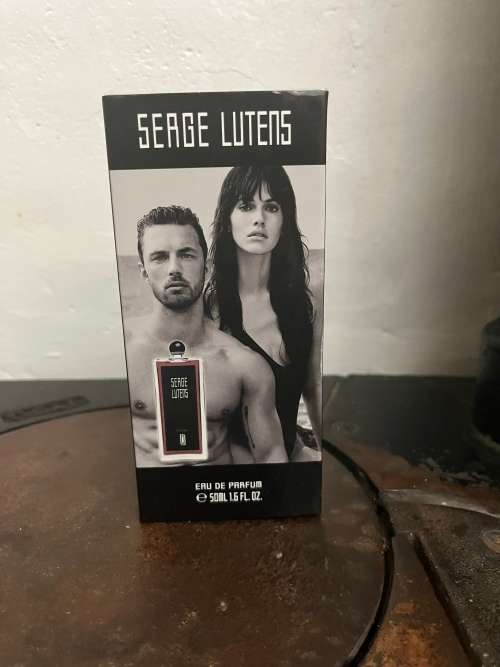 SERGE LUTENS
SERGE
LUTENS
EAU DE PARFUM
℮ 50ML 1.6 FL. OZ.